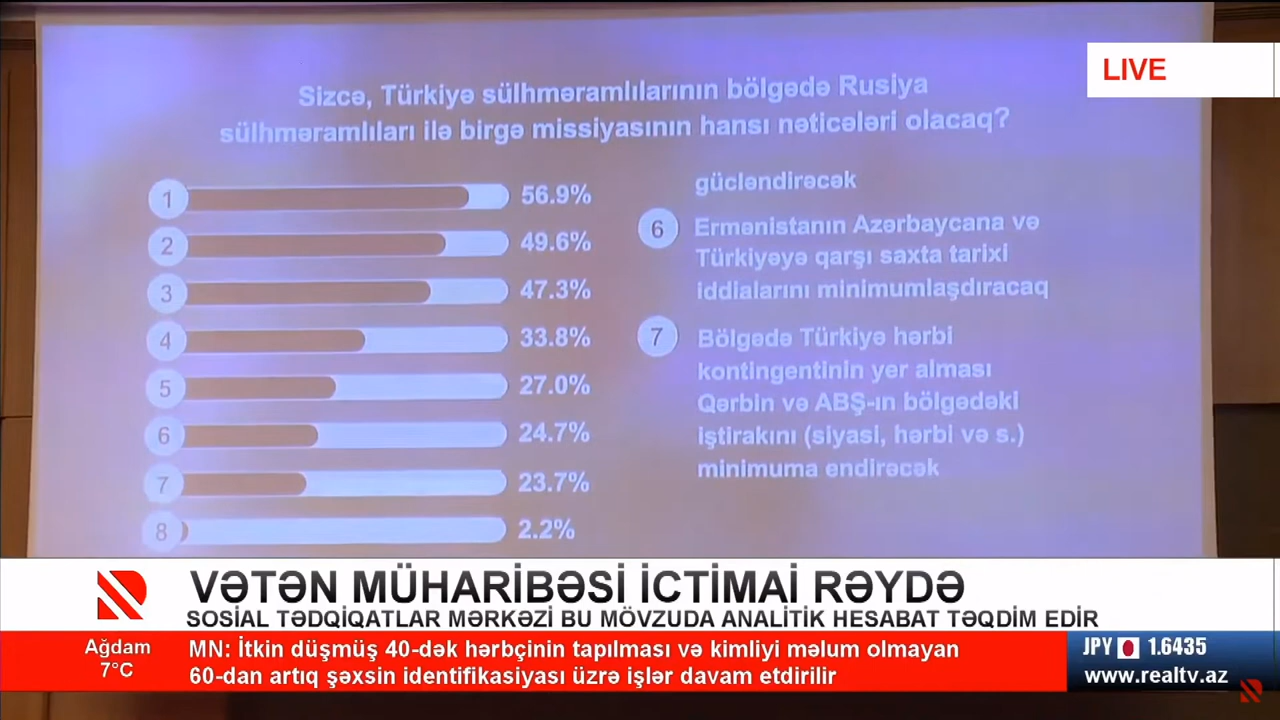 LIVE
Sizcə, Türkiyə sülhməramlılarının bölgədə Rusiya
sülhməramlıları ilə birgə missiyasının hansı nəticələri olacaq?
1 56.9%
2 49.6%
3 47.3%
4 33.8%
5 27.0%
6 24.7%
7 23.7%
8 2.2%
gücləndirəcək
6 Ermənistanın Azərbaycana və
Türkiyəyə qarşı saxta tarixi
iddialarını minimumlaşdıracaq
7 Bölgədə Türkiyə hərbi
kontingentinin yer alması
Qərbin və ABŞ-ın bölgədəki
iştirakını (siyasi, hərbi və s.)
minimuma endirəcək
VƏTƏN MÜHARİBƏSİ İCTİMAİ RƏYDƏ
SOSİAL TƏDQİQATLAR MƏRKƏZİ BU MÖVZUDA ANALİTİK HESABAT TƏQDİM EDİR
Ağdam
7°C
MN: İtkin düşmüş 40-dək hərbçinin tapılması və kimliyi məlum olmayan
60-dan artıq şəxsin identifikasiyası üzrə işlər davam etdirilir
JPY 1.6435
www.realtv.az